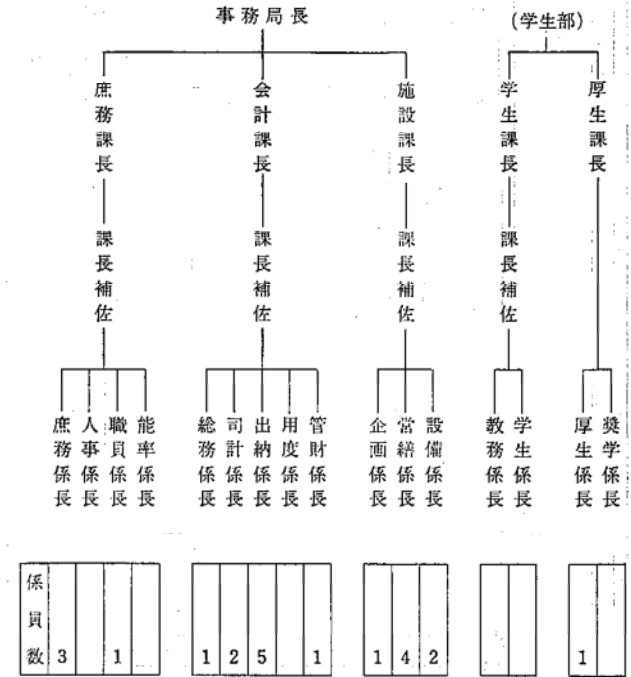 事務局長
(学生部)
庶務課長
会計課長
施設課長
学生課長
厚生課長
課長補佐
課長補佐
課長補佐
課長補佐
庶務係長
人事係長
職員係長
能率係長
総務係長
司計係長
出納係長
用度係長
管財係長
企画係長
営繕係長
設備係長
教務係長
学生係長
厚生係長
奨学係長
係員数
3
1
1
2
5
1
1
4
2
1